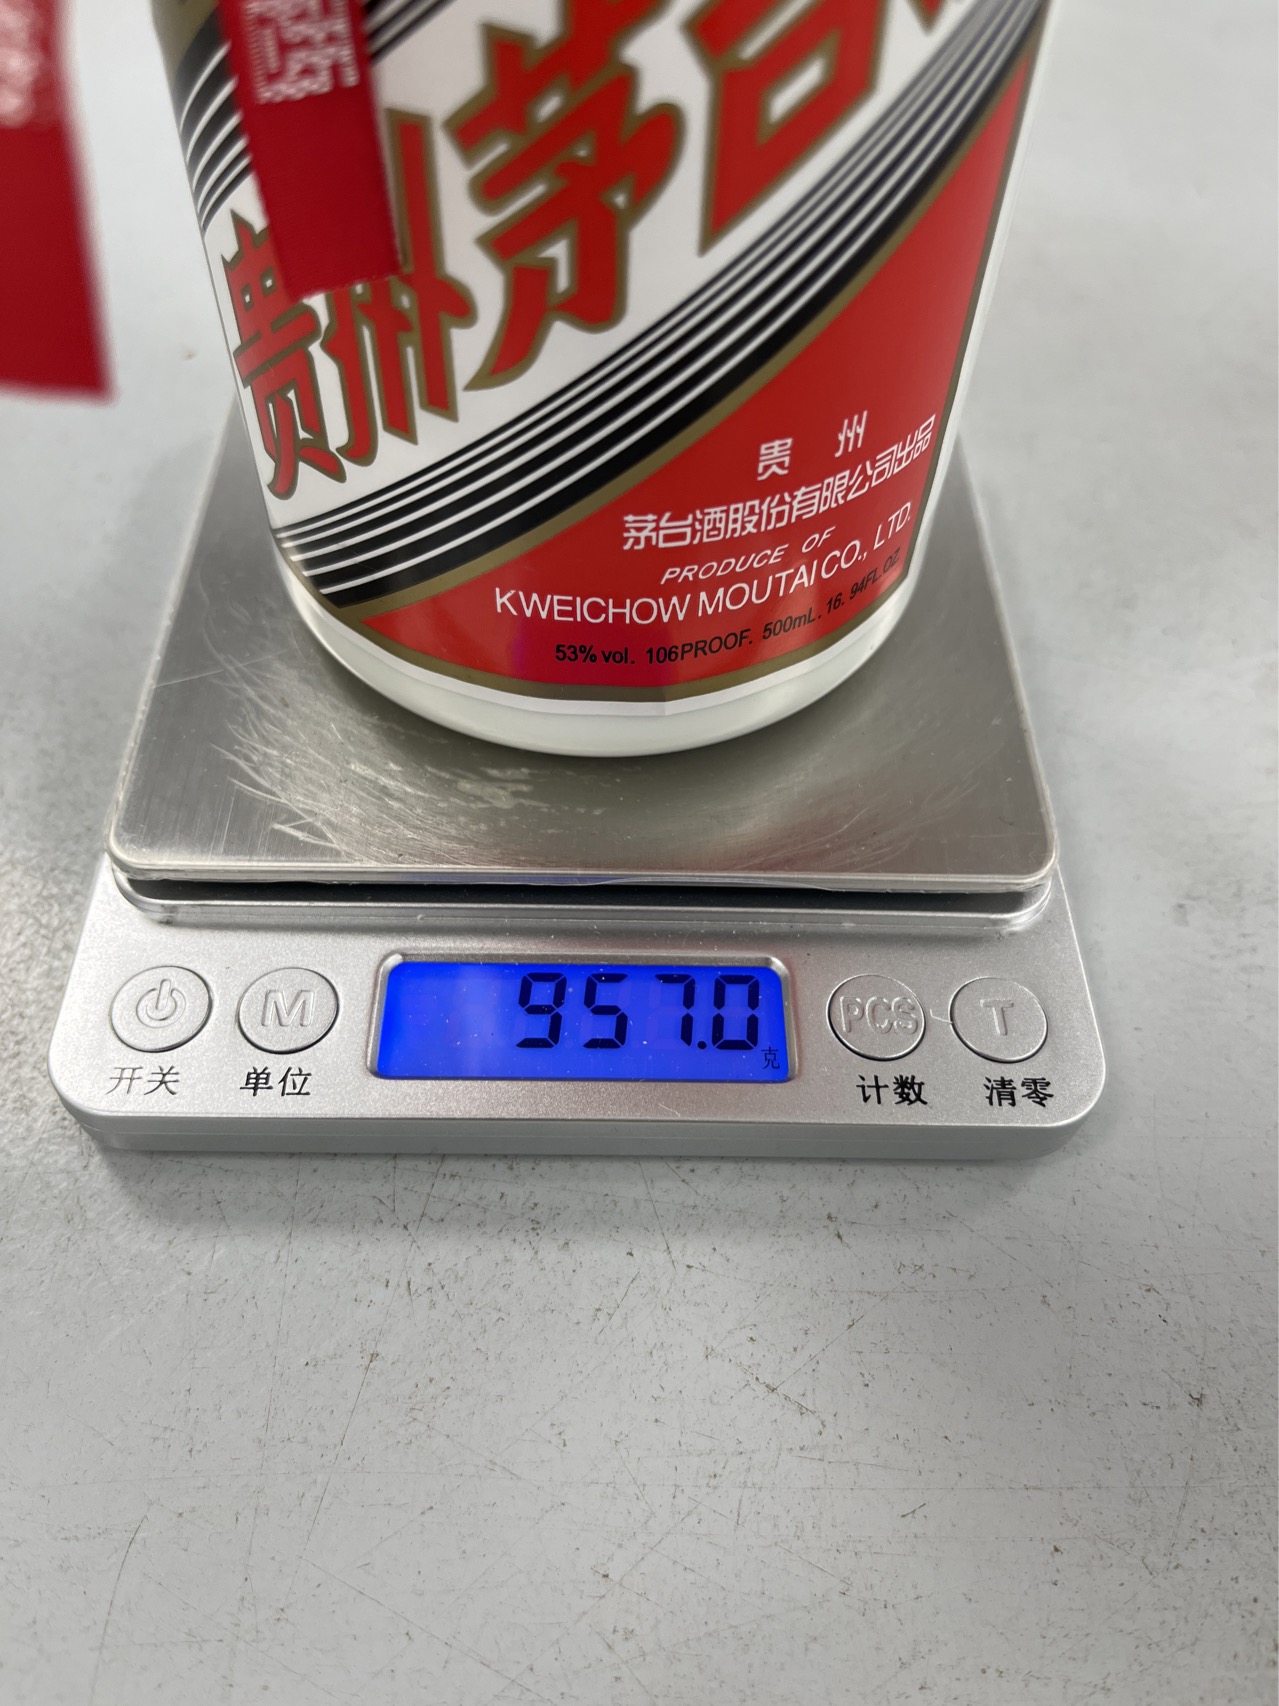 贵州茅台
贵州
茅台酒股份有限公司出品
PRODUCE OF
KWEICHOW MOUTAI CO., LTD.
53% vol. 106PROOF. 500mL. 16. 94FL.OZ
957.0
克
M
PCS
T
开关
单位
计数
清零